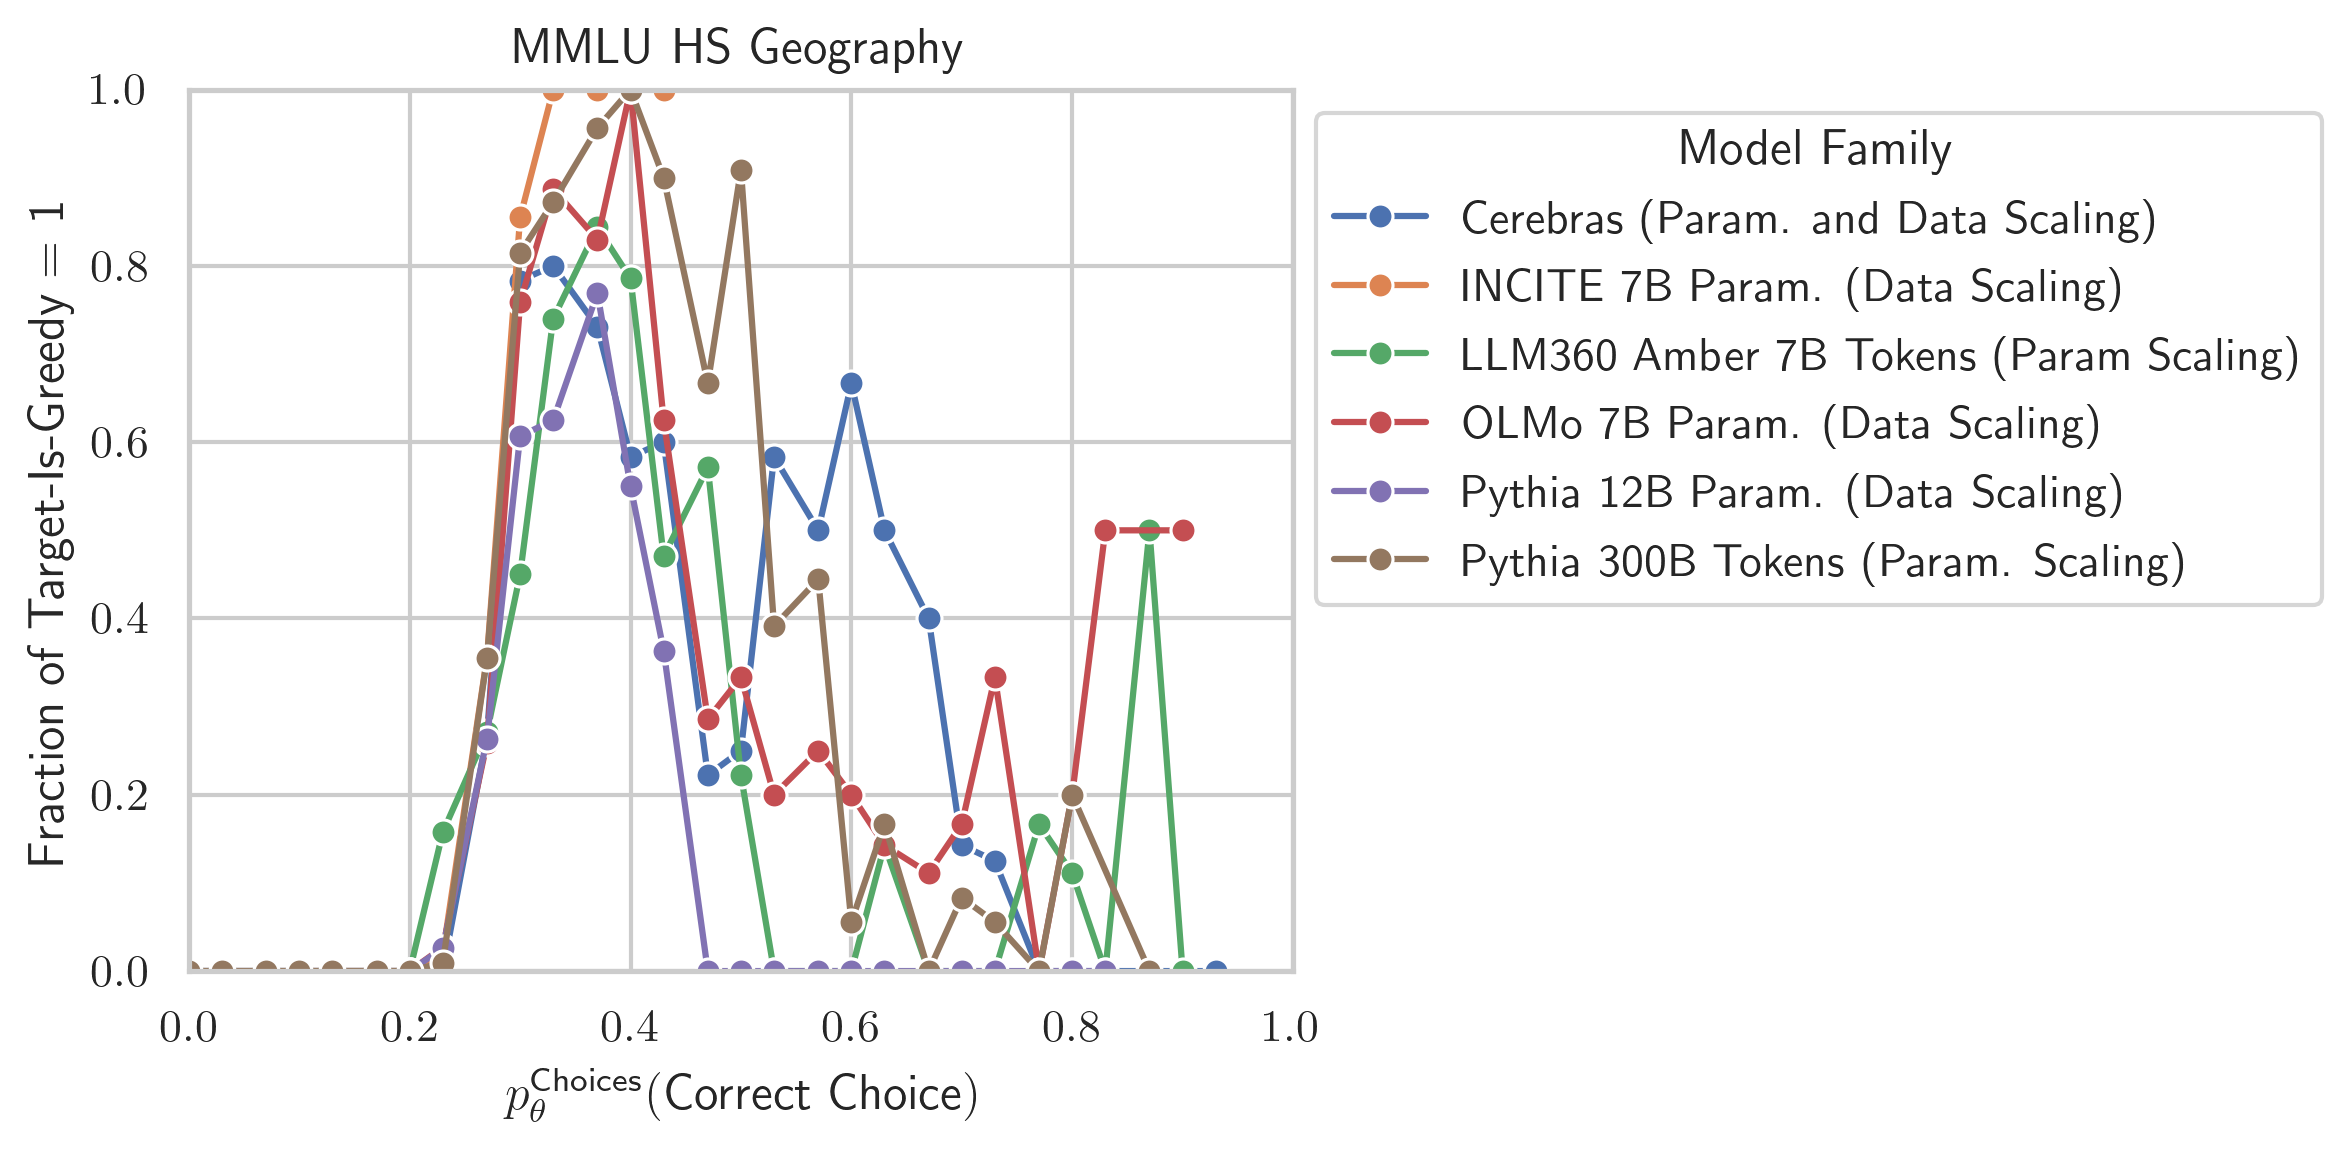 MMLU HS Geography
1.0
0.8
0.6
0.4
0.2
0.0
Fraction of Target-Is-Greedy = 1
0.0 0.2 0.4 0.6 0.8 1.0
p_θ^Choices(Correct Choice)
Model Family
Cerebras (Param. and Data Scaling)
INCITE 7B Param. (Data Scaling)
LLM360 Amber 7B Tokens (Param Scaling)
OLMo 7B Param. (Data Scaling)
Pythia 12B Param. (Data Scaling)
Pythia 300B Tokens (Param. Scaling)